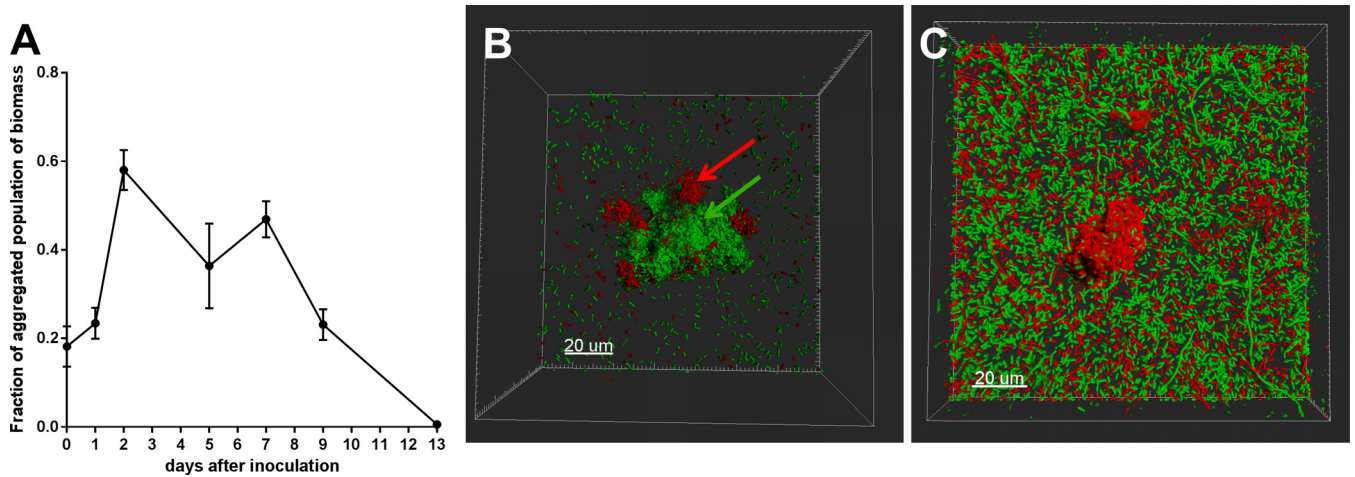 A
Fraction of aggregated population of biomass
0.8
0.6
0.4
0.2
0.0
0 1 2 3 4 5 6 7 8 9 10 11 12 13
days after inoculation
B
20 um
C
20 um